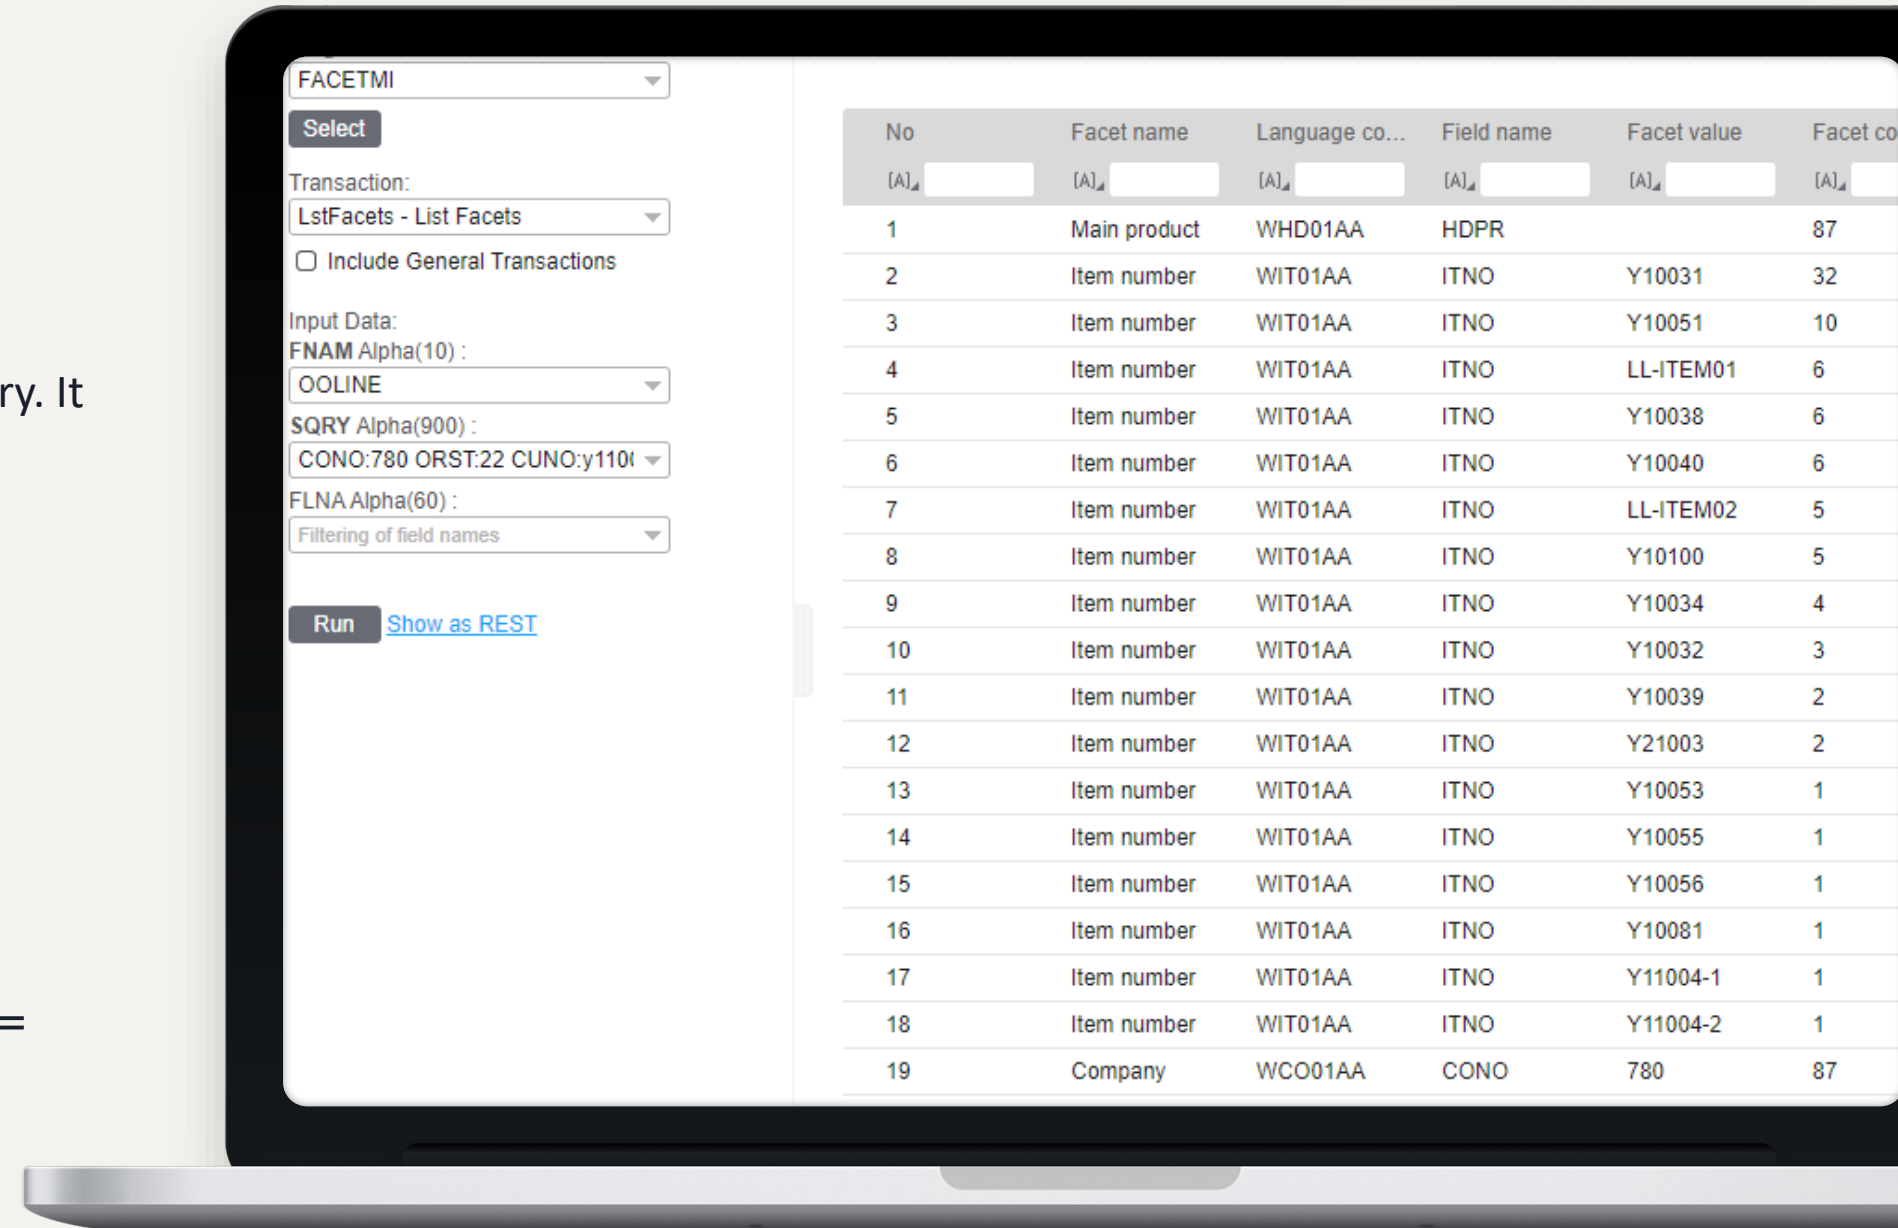 ry. It
=
FACETMI
Select
Transaction:
LstFacets - List Facets
Include General Transactions
Input Data:
FNAM Alpha(10) :
OOLINE
SQRY Alpha(900) :
CONO:780 ORST:22 CUNO:y110
FLNA Alpha(60) :
Filtering of field names
Run Show as REST
No Facet name Language co... Field name Facet value Facet co
[A] [A] [A] [A] [A] [A]
1 Main product WHD01AA HDPR 87
2 Item number WIT01AA ITNO Y10031 32
3 Item number WIT01AA ITNO Y10051 10
4 Item number WIT01AA ITNO LL-ITEM01 6
5 Item number WIT01AA ITNO Y10038 6
6 Item number WIT01AA ITNO Y10040 6
7 Item number WIT01AA ITNO LL-ITEM02 5
8 Item number WIT01AA ITNO Y10100 5
9 Item number WIT01AA ITNO Y10034 4
10 Item number WIT01AA ITNO Y10032 3
11 Item number WIT01AA ITNO Y10039 2
12 Item number WIT01AA ITNO Y21003 2
13 Item number WIT01AA ITNO Y10053 1
14 Item number WIT01AA ITNO Y10055 1
15 Item number WIT01AA ITNO Y10056 1
16 Item number WIT01AA ITNO Y10081 1
17 Item number WIT01AA ITNO Y11004-1 1
18 Item number WIT01AA ITNO Y11004-2 1
19 Company WCO01AA CONO 780 87